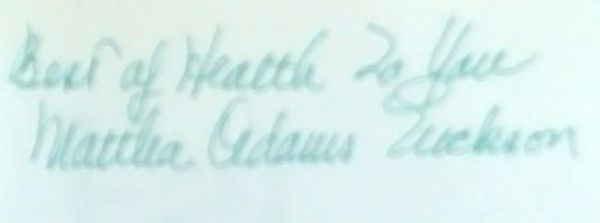 Best of Health To You
Martha Adams Erickson